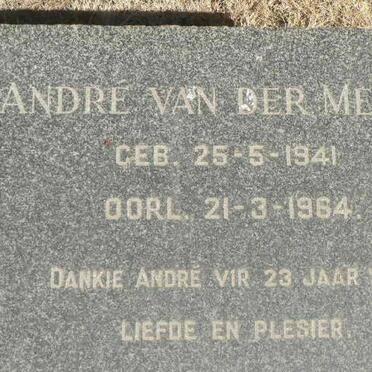 ANDRÉ VAN DER ME
GEB. 25-5-1941
OORL. 21-3-1964.
DANKIE ANDRÉ VIR 23 JAAR
LIEFDE EN PLESIER.